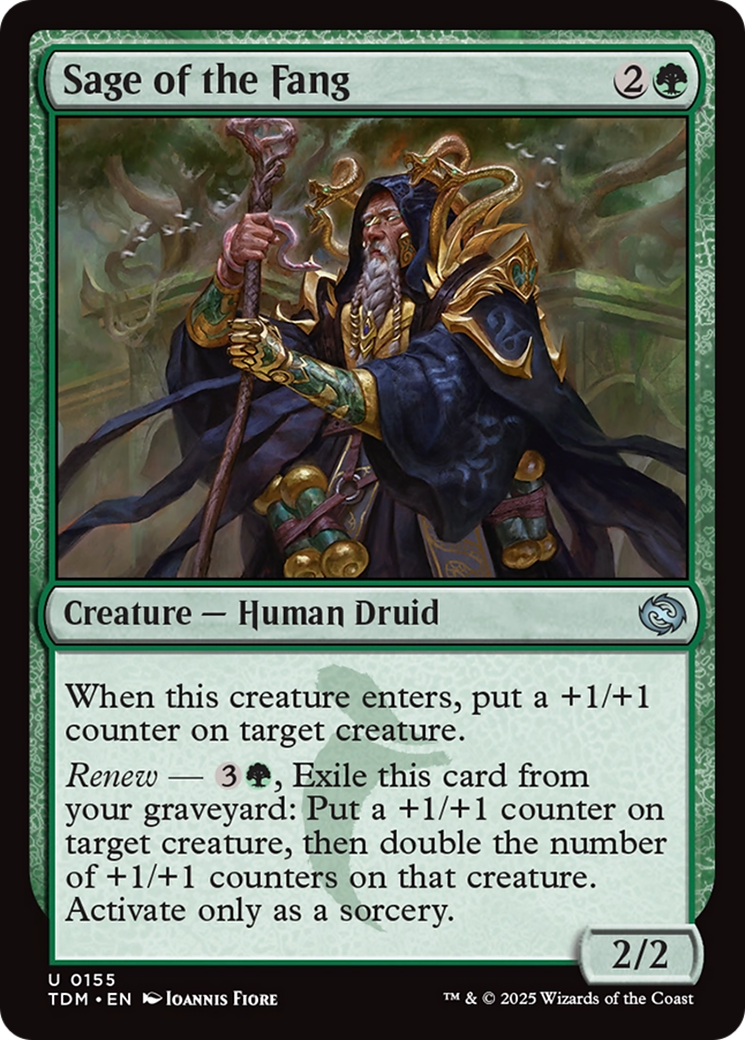 Sage of the Fang 2
Creature — Human Druid
When this creature enters, put a +1/+1
counter on target creature.
Renew — 3, Exile this card from
your graveyard: Put a +1/+1 counter on
target creature, then double the number
of +1/+1 counters on that creature.
Activate only as a sorcery.
2/2
U 0155
TDM • EN Ioannis Fiore
™ & © 2025 Wizards of the Coast